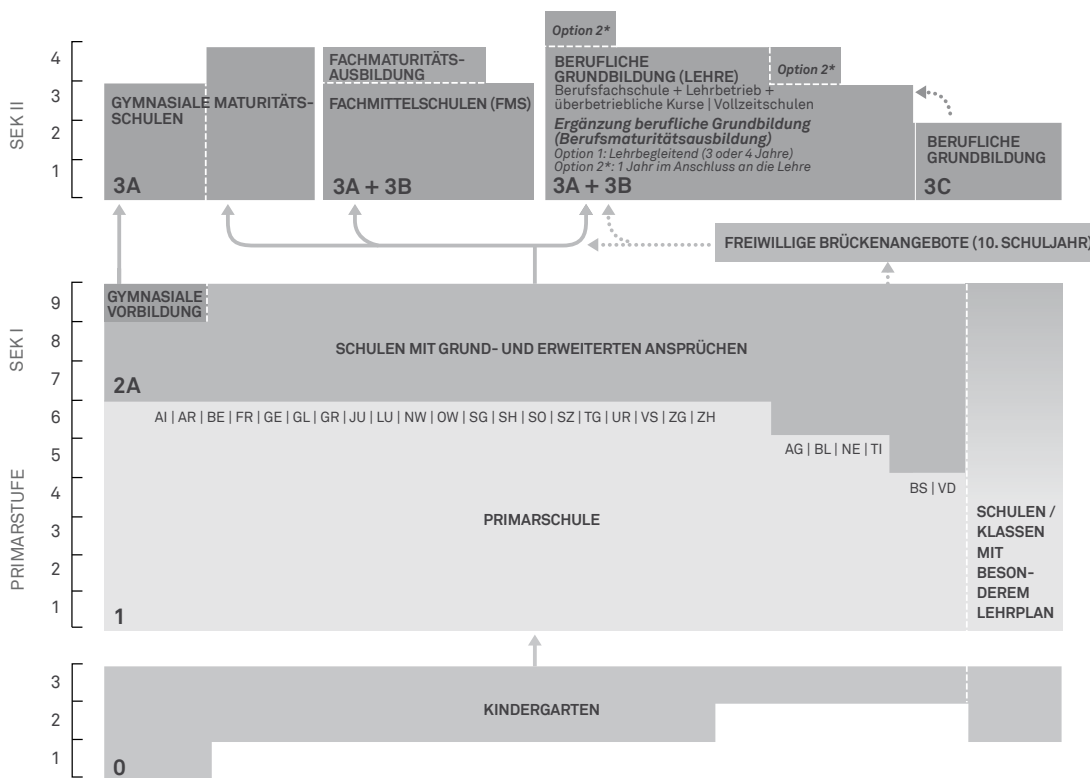 SEK II
4
3
2
1
GYMNASIALE MATURITÄTS-
SCHULEN
3A
FACHMATURITÄTS-
AUSBILDUNG
FACHMITTELSCHULEN (FMS)
3A + 3B
Option 2*
BERUFLICHE
GRUNDBILDUNG (LEHRE)
Berufsfachschule + Lehrbetrieb +
überbetriebliche Kurse | Vollzeitschulen
Ergänzung berufliche Grundbildung
(Berufsmaturitätsausbildung)
Option 1: Lehrbegleitend (3 oder 4 Jahre)
Option 2*: 1 Jahr im Anschluss an die Lehre
3A + 3B
Option 2*
BERUFLICHE
GRUNDBILDUNG
3C
FREIWILLIGE BRÜCKENANGEBOTE (10. SCHULJAHR)
SEK I
9
8
7
GYMNASIALE
VORBILDUNG
SCHULEN MIT GRUND- UND ERWEITERTEN ANSPRÜCHEN
2A
PRIMARSTUFE
6
5
4
3
2
1
AI | AR | BE | FR | GE | GL | GR | JU | LU | NW | OW | SG | SH | SO | SZ | TG | UR | VS | ZG | ZH
AG | BL | NE | TI
BS | VD
PRIMARSCHULE
1
SCHULEN /
KLASSEN
MIT
BESON-
DEREM
LEHRPLAN
3
2
1
KINDERGARTEN
0